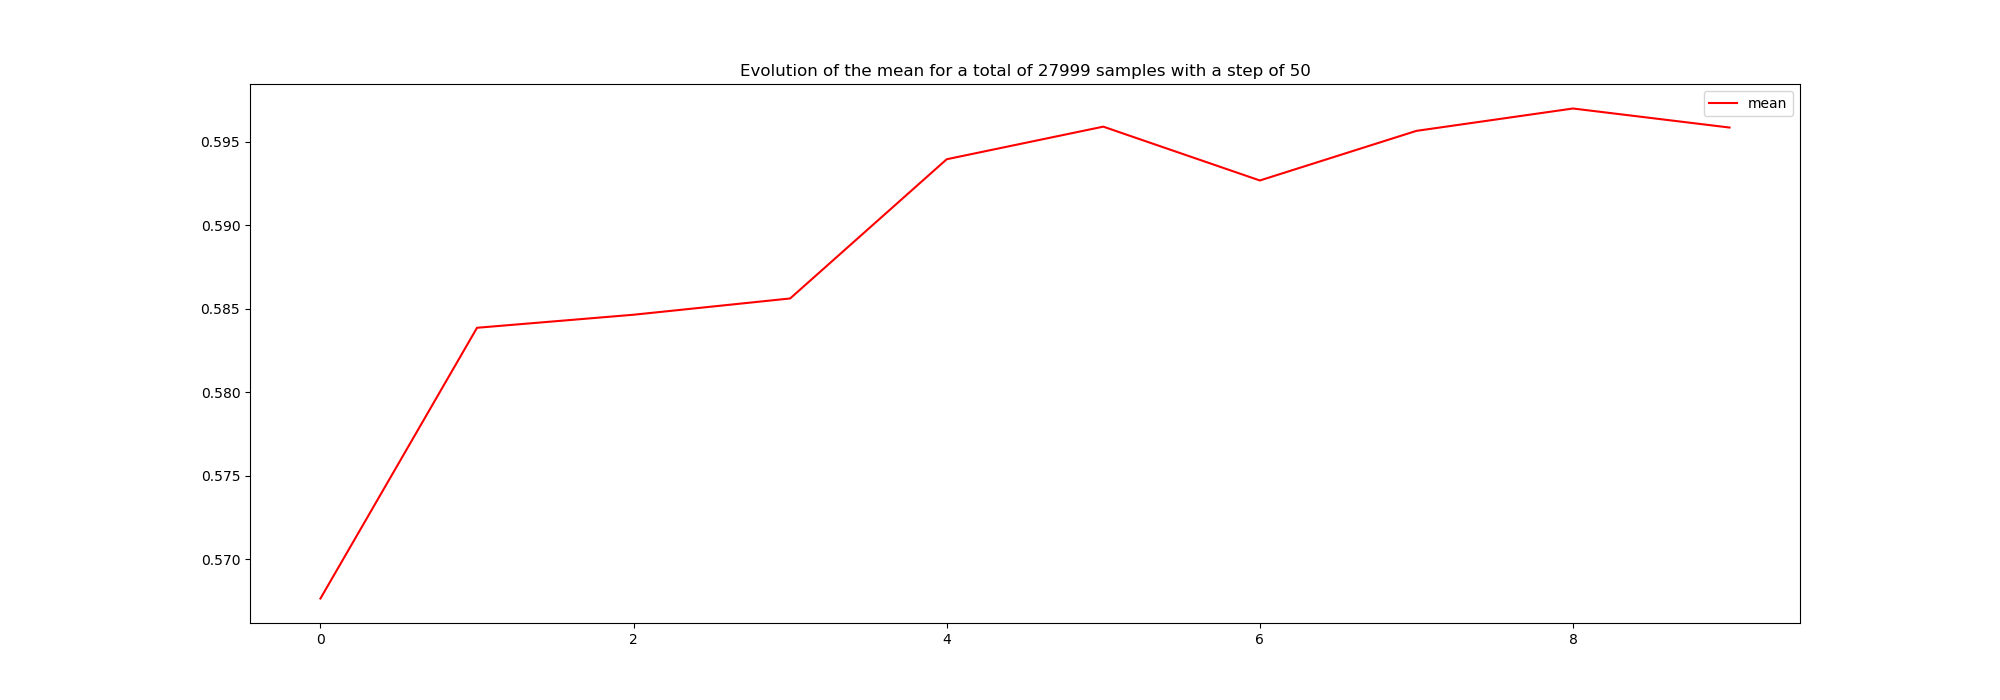 Evolution of the mean for a total of 27999 samples with a step of 50
mean
0.595
0.590
0.585
0.580
0.575
0.570
0 2 4 6 8